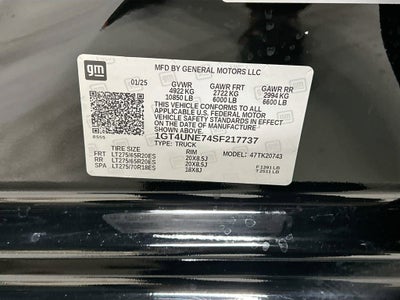 gm
MFD BY GENERAL MOTORS LLC
01/25 GVWR GAWR FRT GAWR RR
4922 KG 2722 KG 2994 KG
10850 LB 6000 LB 6600 LB
THIS VEHICLE CONFORMS TO ALL APPLICABLE
U.S. FEDERAL MOTOR
VEHICLE SAFETY STANDARDS IN EFFECT
ON THE DATE OF MANUFACTURE
SHOWN ABOVE.
1GT4UNE74SF217737
TYPE: TRUCK MODEL: 4TTK20743
TIRE SIZE RIM
FRT LT275/65R20ES 20X8.5J
RR LT275/65R20ES 20X8.5J
SPA LT275/70R18ES 18X8J